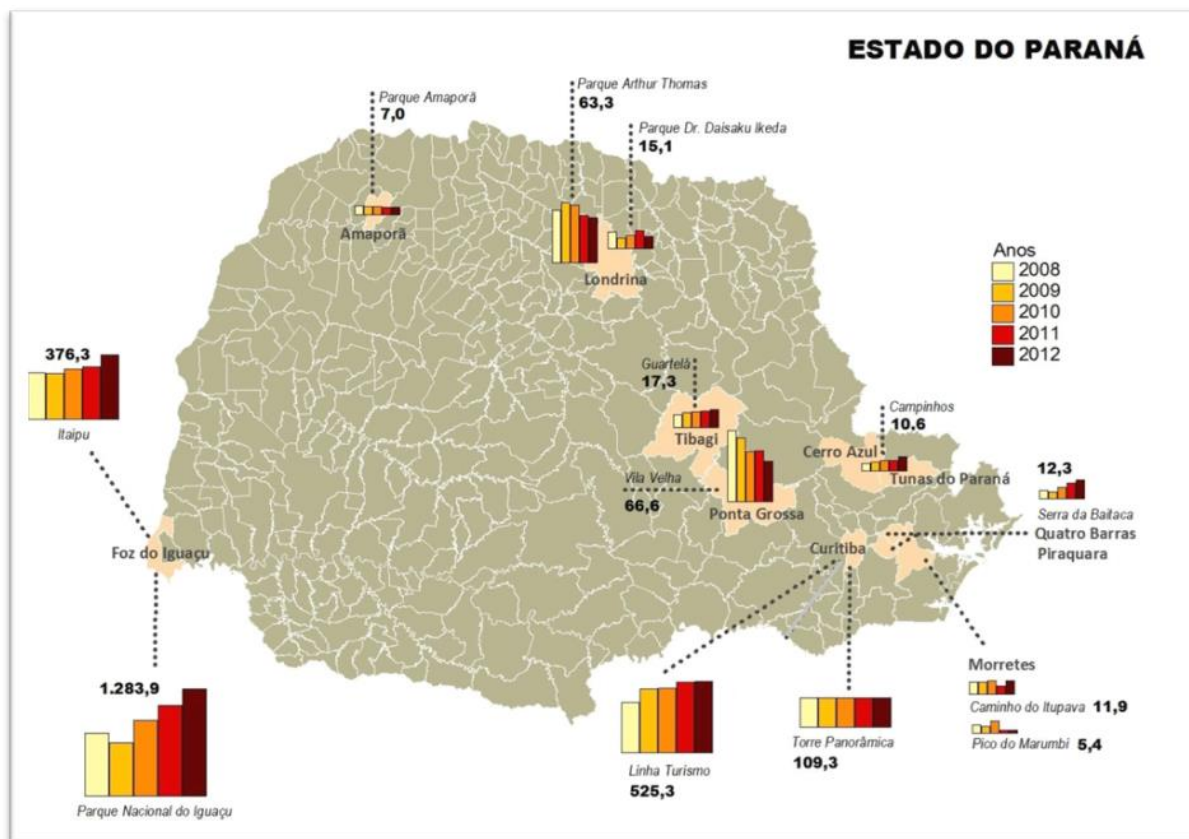 ESTADO DO PARANÁ
Parque Amaporã
7,0
Parque Arthur Thomas
63,3
Parque Dr. Daisaku Ikeda
15,1
Amaporã
Londrina
Anos
2008
2009
2010
2011
2012
376,3
Itaipu
Guartelá
17,3
Tibagi
Campinhos
10,6
Cerro Azul
Tunas do Paraná
Vila Velha
66,6
Ponta Grossa
12,3
Serra da Baitaca
Quatro Barras
Piraquara
Foz do Iguaçu
Curitiba
Morretes
Caminho do Itupava 11,9
Pico do Marumbi 5,4
1.283,9
Parque Nacional do Iguaçu
Linha Turismo
525,3
Torre Panorâmica
109,3